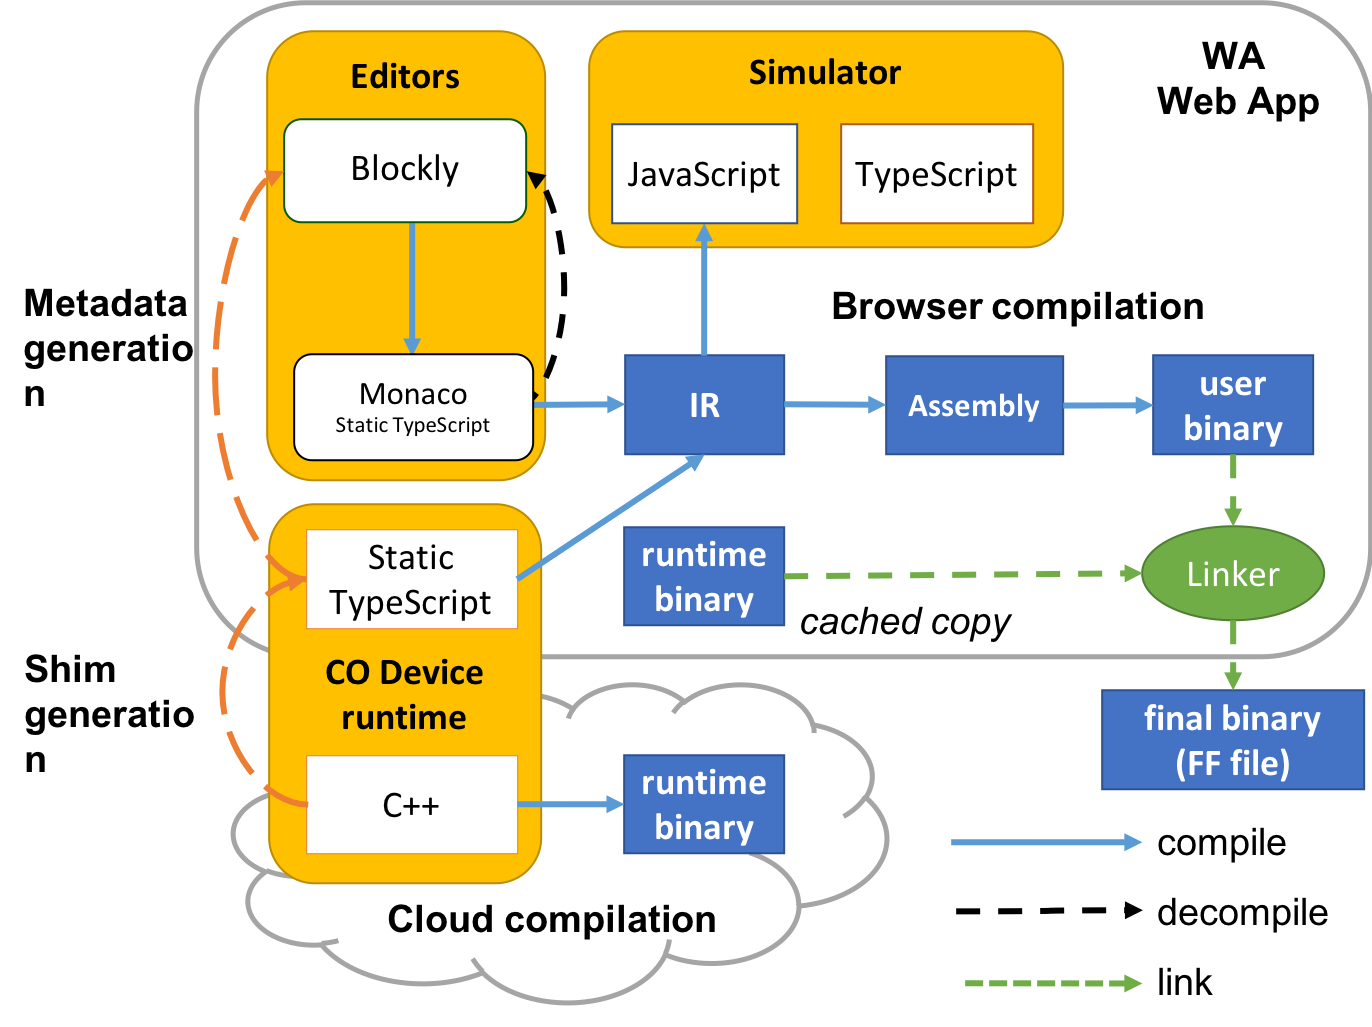 WA
Web App
Editors
Simulator
Blockly
JavaScript
TypeScript
Metadata
generatio
n
Browser compilation
Monaco
Static TypeScript
IR
Assembly
user
binary
Static
TypeScript
runtime
binary
cached copy
Linker
Shim
generatio
n
CO Device
runtime
final binary
(FF file)
C++
runtime
binary
Cloud compilation
compile
decompile
link